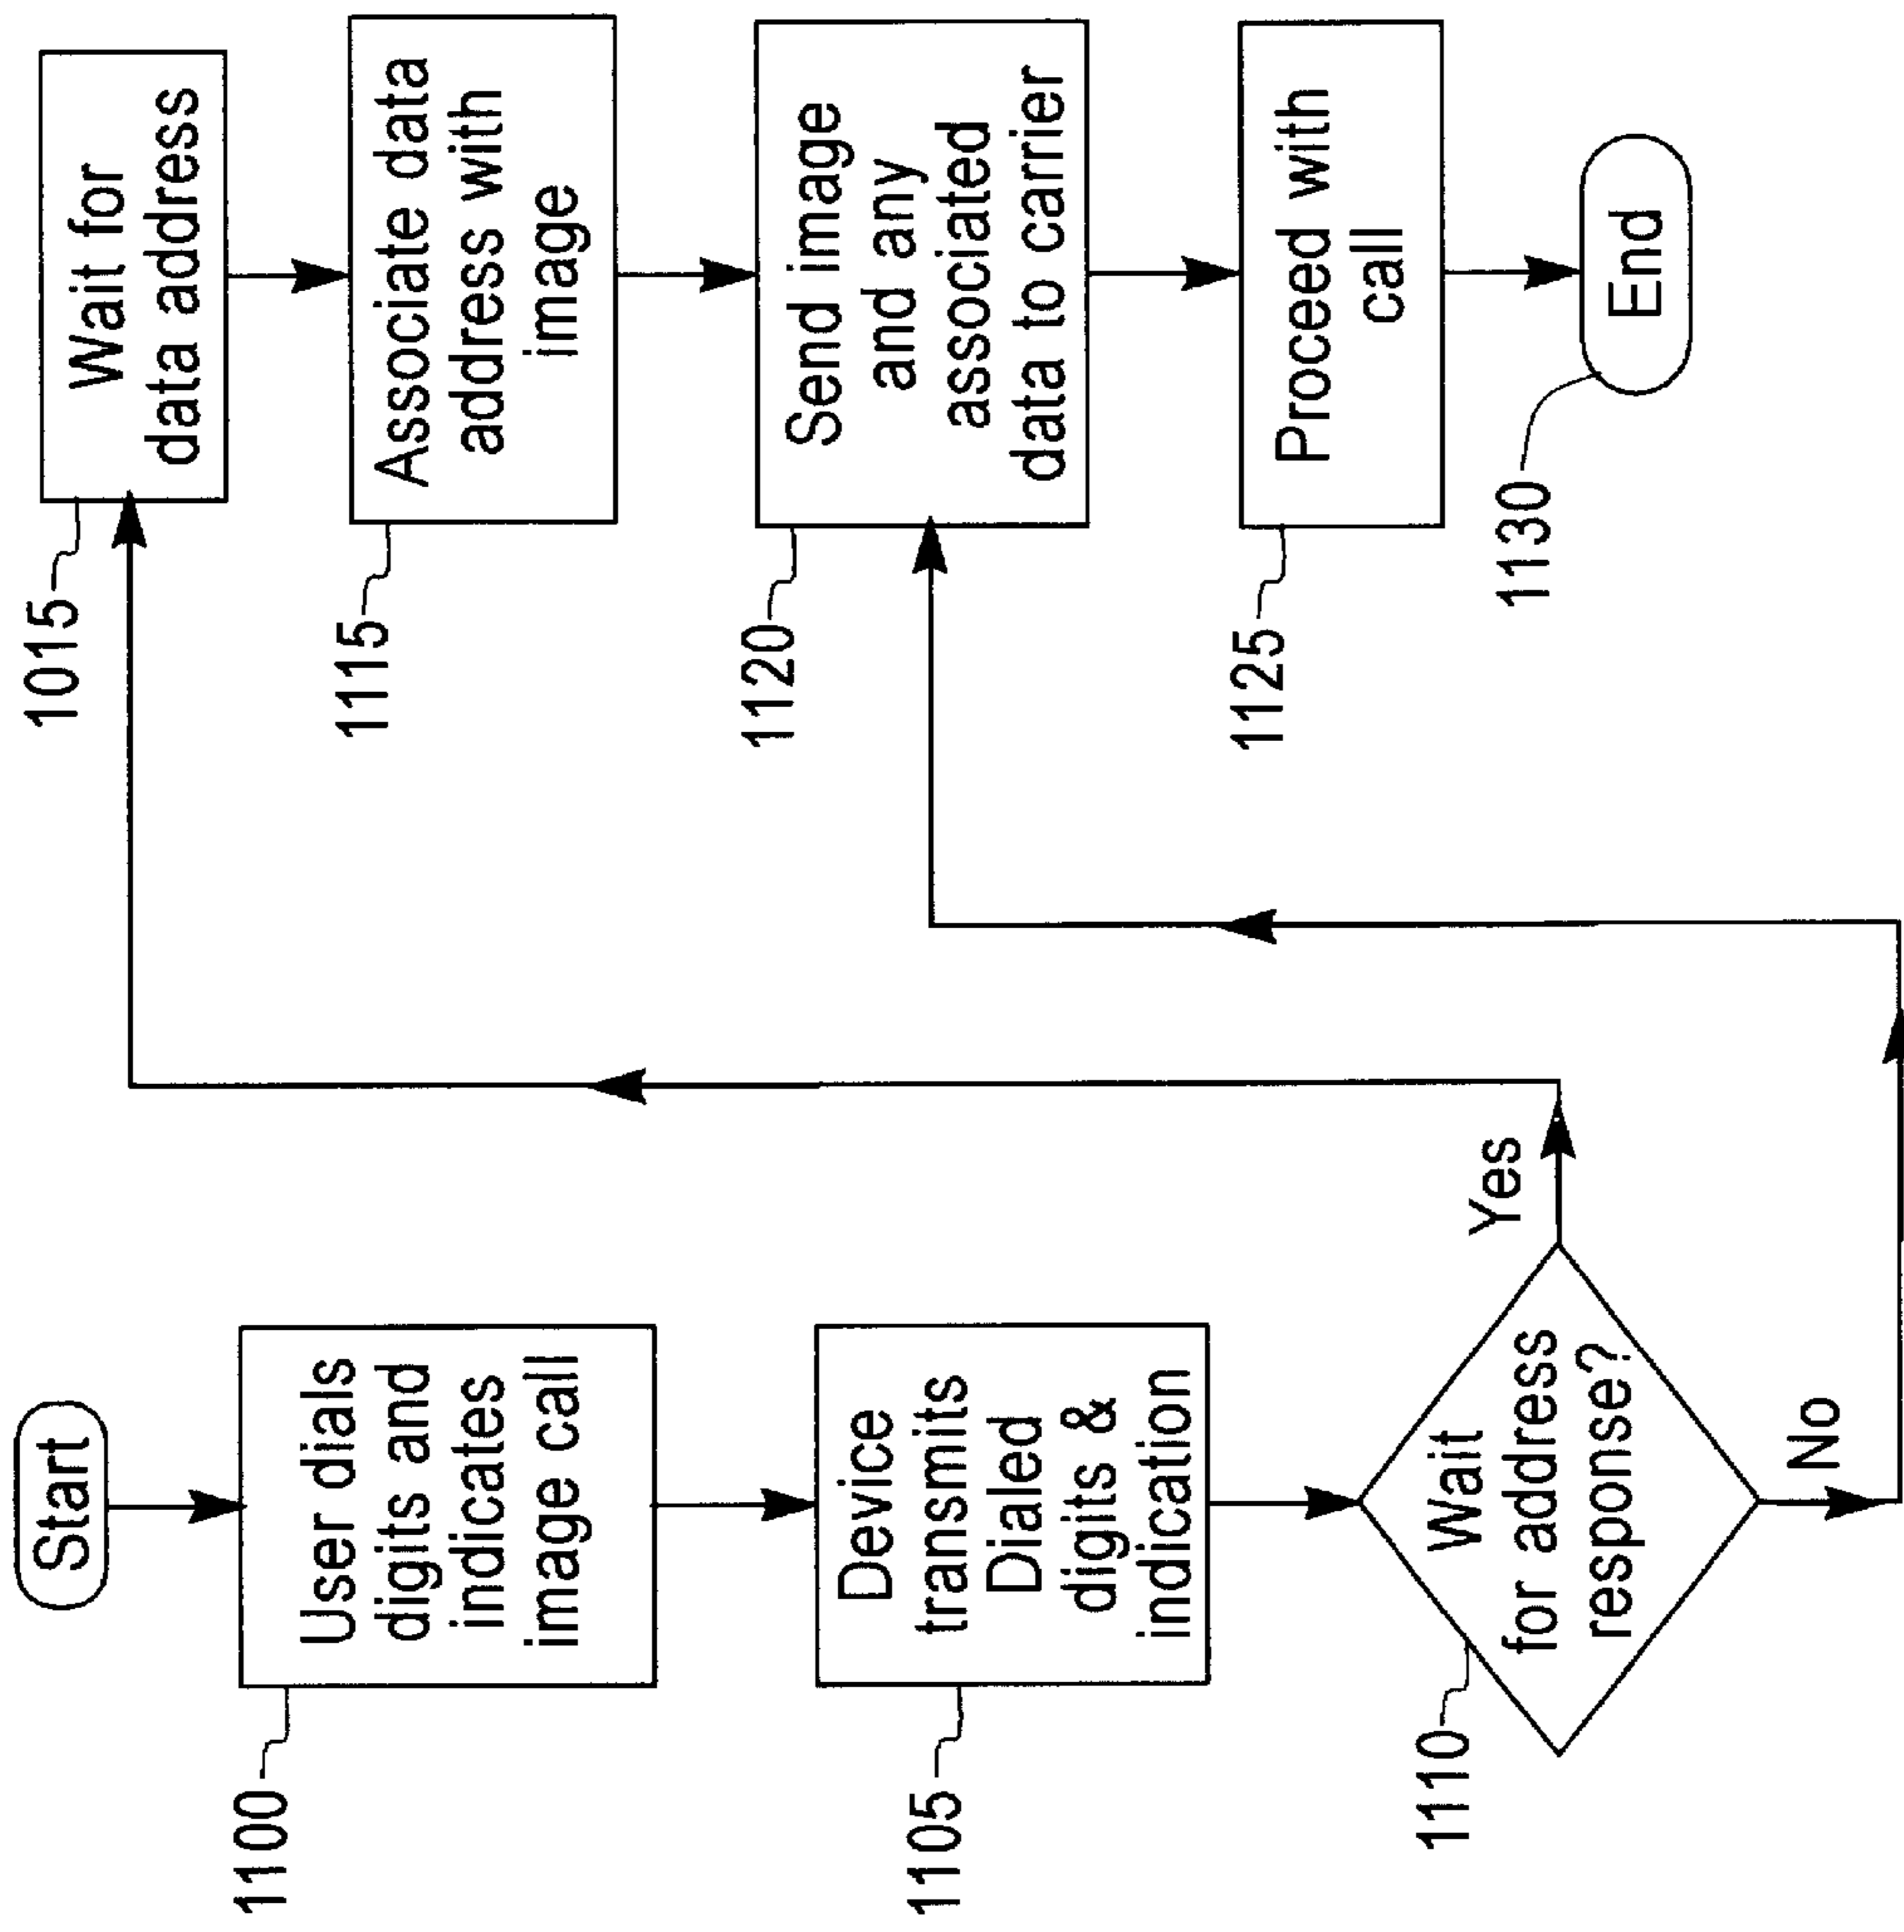 Start
1100
User dials
digits and
indicates
image call
1105
Device
transmits
Dialed
digits &
indication
1110
Wait
for address
response?
Yes
No
1015
Wait for
data address
1115
Associate data
address with
image
1120
Send image
and any
associated
data to carrier
1125
Proceed with
call
1130
End